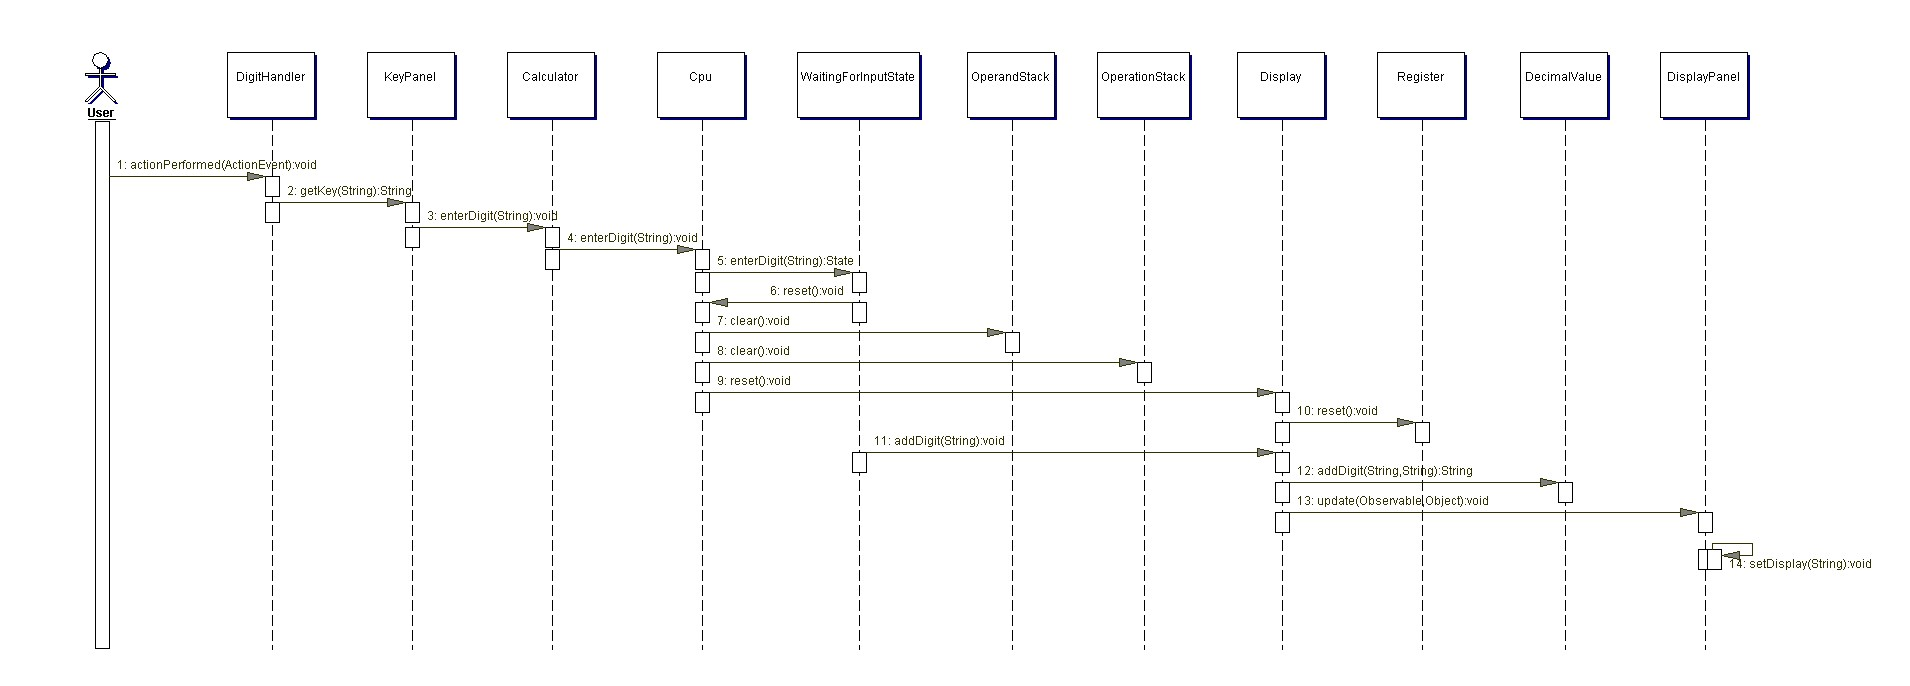 User
DigitHandler
KeyPanel
Calculator
Cpu
WaitingForInputState
OperandStack
OperationStack
Display
Register
DecimalValue
DisplayPanel
1: actionPerformed(ActionEvent):void
2: getKey(String):String
3: enterDigit(String):void
4: enterDigit(String):void
5: enterDigit(String):State
6: reset():void
7: clear():void
8: clear():void
9: reset():void
10: reset():void
11: addDigit(String):void
12: addDigit(String,String):String
13: update(Observable,Object):void
14: setDisplay(String):void